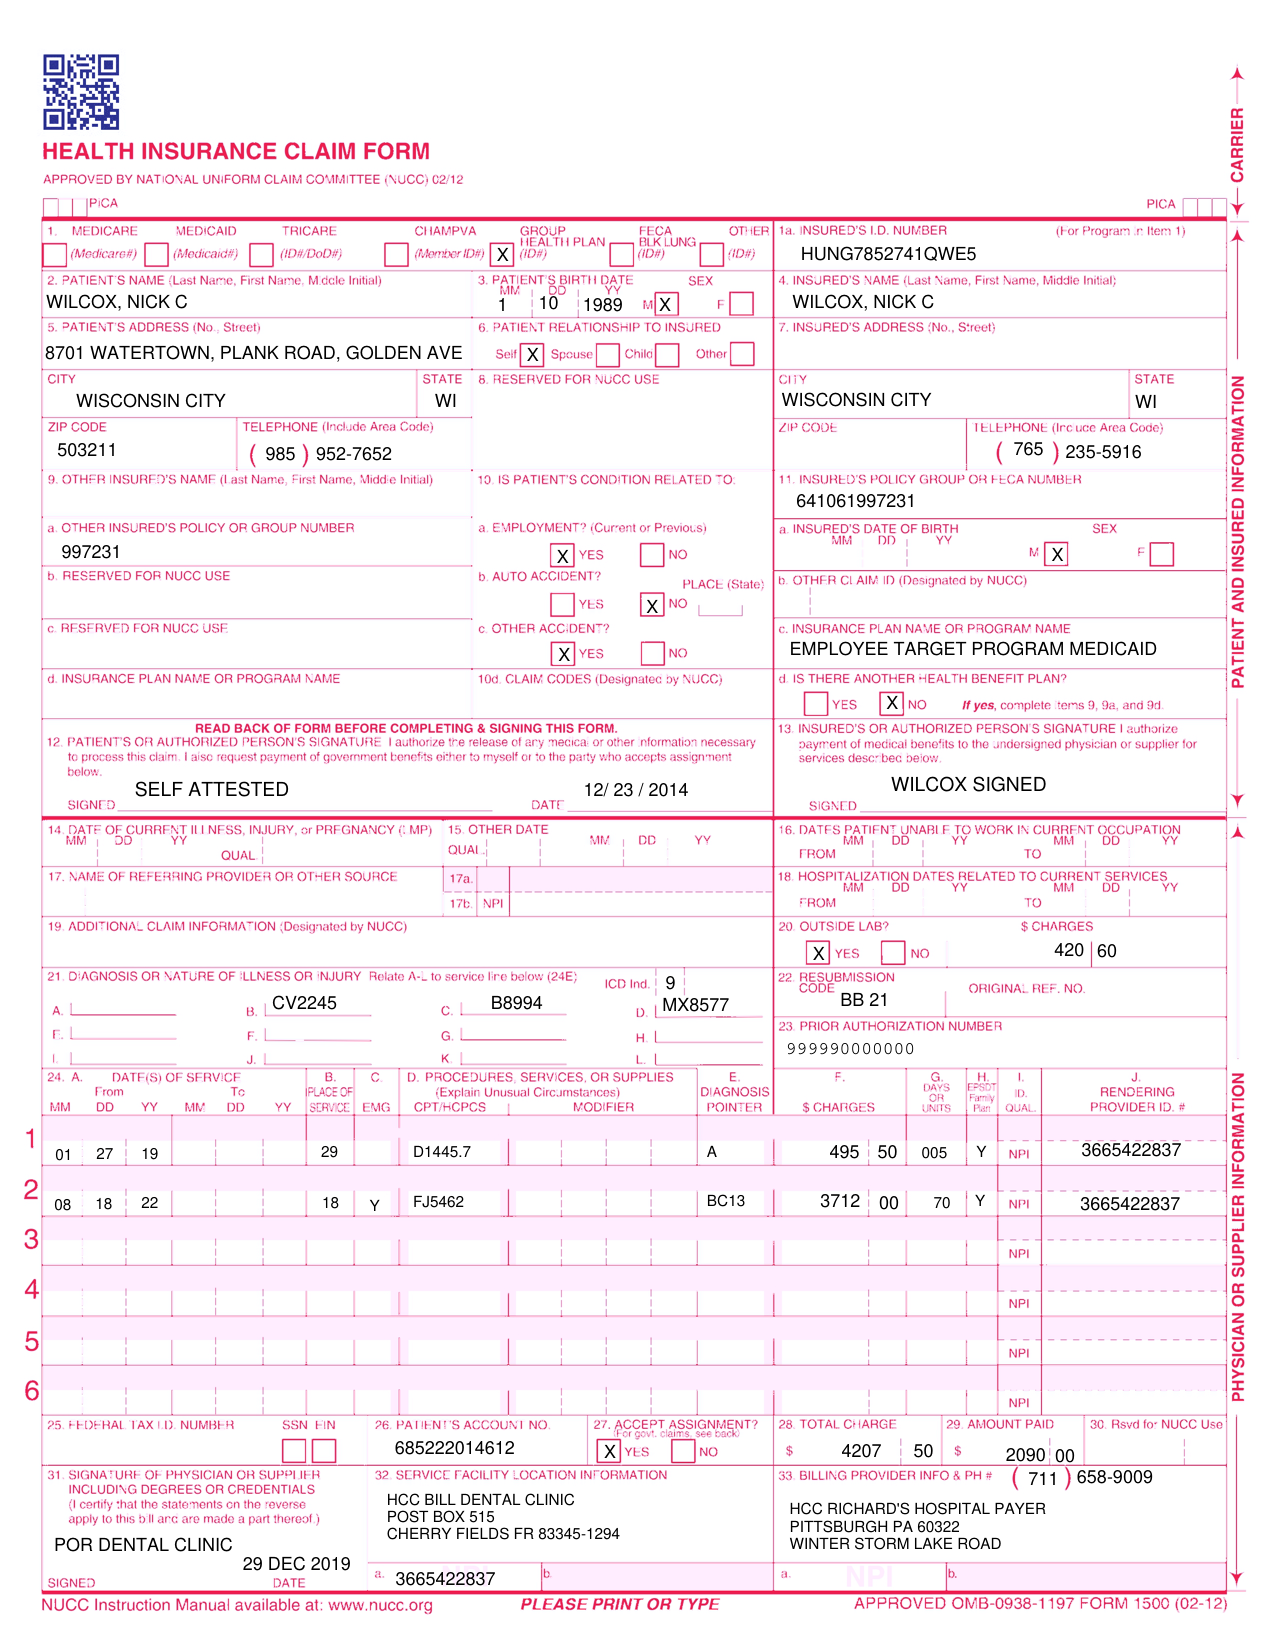 HEALTH INSURANCE CLAIM FORM
APPROVED BY NATIONAL UNIFORM CLAIM COMMITTEE (NUCC) 02/12
PICA
PICA
CARRIER
1. MEDICARE MEDICAID TRICARE CHAMPVA GROUP HEALTH PLAN FECA BLK LUNG OTHER
(Medicare#) (Medicaid#) (ID#/DoD#) (Member ID#) X (ID#) (ID#) (ID#)
1a. INSURED'S I.D. NUMBER (For Program in Item 1)
HUNG7852741QWE5
2. PATIENT'S NAME (Last Name, First Name, Middle Initial)
WILCOX, NICK C
3. PATIENT'S BIRTH DATE SEX
MM DD YY
1 10 1989 M X F
4. INSURED'S NAME (Last Name, First Name, Middle Initial)
WILCOX, NICK C
5. PATIENT'S ADDRESS (No., Street)
8701 WATERTOWN, PLANK ROAD, GOLDEN AVE
6. PATIENT RELATIONSHIP TO INSURED
Self X Spouse Child Other
7. INSURED'S ADDRESS (No., Street)
CITY STATE
WISCONSIN CITY WI
8. RESERVED FOR NUCC USE
CITY STATE
WISCONSIN CITY WI
ZIP CODE TELEPHONE (Include Area Code)
503211 ( 985 ) 952-7652
ZIP CODE TELEPHONE (Include Area Code)
( 765 ) 235-5916
9. OTHER INSURED'S NAME (Last Name, First Name, Middle Initial)
10. IS PATIENT'S CONDITION RELATED TO:
11. INSURED'S POLICY GROUP OR FECA NUMBER
641061997231
a. OTHER INSURED'S POLICY OR GROUP NUMBER
997231
a. EMPLOYMENT? (Current or Previous)
X YES NO
a. INSURED'S DATE OF BIRTH SEX
MM DD YY
M X F
b. RESERVED FOR NUCC USE
b. AUTO ACCIDENT? PLACE (State)
YES X NO
b. OTHER CLAIM ID (Designated by NUCC)
c. RESERVED FOR NUCC USE
c. OTHER ACCIDENT?
X YES NO
c. INSURANCE PLAN NAME OR PROGRAM NAME
EMPLOYEE TARGET PROGRAM MEDICAID
d. INSURANCE PLAN NAME OR PROGRAM NAME
10d. CLAIM CODES (Designated by NUCC)
d. IS THERE ANOTHER HEALTH BENEFIT PLAN?
YES X NO If yes, complete items 9, 9a, and 9d.
PATIENT AND INSURED INFORMATION
READ BACK OF FORM BEFORE COMPLETING & SIGNING THIS FORM.
12. PATIENT'S OR AUTHORIZED PERSON'S SIGNATURE I authorize the release of any medical or other information necessary
to process this claim. I also request payment of government benefits either to myself or to the party who accepts assignment
below.
SELF ATTESTED 12/ 23 / 2014
SIGNED DATE
13. INSURED'S OR AUTHORIZED PERSON'S SIGNATURE I authorize
payment of medical benefits to the undersigned physician or supplier for
services described below.
WILCOX SIGNED
SIGNED
14. DATE OF CURRENT ILLNESS, INJURY, or PREGNANCY (LMP)
MM DD YY
QUAL.
15. OTHER DATE
QUAL. MM DD YY
16. DATES PATIENT UNABLE TO WORK IN CURRENT OCCUPATION
MM DD YY MM DD YY
FROM TO
17. NAME OF REFERRING PROVIDER OR OTHER SOURCE
17a.
17b. NPI
18. HOSPITALIZATION DATES RELATED TO CURRENT SERVICES
MM DD YY MM DD YY
FROM TO
19. ADDITIONAL CLAIM INFORMATION (Designated by NUCC)
20. OUTSIDE LAB? $ CHARGES
X YES NO 420 60
21. DIAGNOSIS OR NATURE OF ILLNESS OR INJURY Relate A-L to service line below (24E) ICD Ind. 9
A. B. CV2245 C. B8994 D. MX8577
E. F. G. H.
I. J. K. L.
22. RESUBMISSION
CODE ORIGINAL REF. NO.
BB 21
23. PRIOR AUTHORIZATION NUMBER
999990000000
24. A. DATE(S) OF SERVICE B. C. D. PROCEDURES, SERVICES, OR SUPPLIES E. F. G. H. I. J.
From To PLACE OF (Explain Unusual Circumstances) DIAGNOSIS DAYS OR UNITS EPSDT Family Plan ID. RENDERING
MM DD YY MM DD YY SERVICE EMG CPT/HCPCS MODIFIER POINTER $ CHARGES QUAL. PROVIDER ID. #
1 01 27 19 29 D1445.7 A 495 50 005 Y NPI 3665422837
2 08 18 22 18 Y FJ5462 BC13 3712 00 70 Y NPI 3665422837
3 NPI
4 NPI
5 NPI
6 NPI
PHYSICIAN OR SUPPLIER INFORMATION
25. FEDERAL TAX I.D. NUMBER SSN EIN
26. PATIENT'S ACCOUNT NO.
685222014612
27. ACCEPT ASSIGNMENT?
(For govt. claims, see back)
X YES NO
28. TOTAL CHARGE
$ 4207 50
29. AMOUNT PAID
$ 2090 00
30. Rsvd for NUCC Use
31. SIGNATURE OF PHYSICIAN OR SUPPLIER
INCLUDING DEGREES OR CREDENTIALS
(I certify that the statements on the reverse
apply to this bill and are made a part thereof.)
POR DENTAL CLINIC
29 DEC 2019
SIGNED DATE
32. SERVICE FACILITY LOCATION INFORMATION
HCC BILL DENTAL CLINIC
POST BOX 515
CHERRY FIELDS FR 83345-1294
a. 3665422837 NPI b.
33. BILLING PROVIDER INFO & PH # ( 711 ) 658-9009
HCC RICHARD'S HOSPITAL PAYER
PITTSBURGH PA 60322
WINTER STORM LAKE ROAD
a. NPI b.
NUCC Instruction Manual available at: www.nucc.org
PLEASE PRINT OR TYPE
APPROVED OMB-0938-1197 FORM 1500 (02-12)